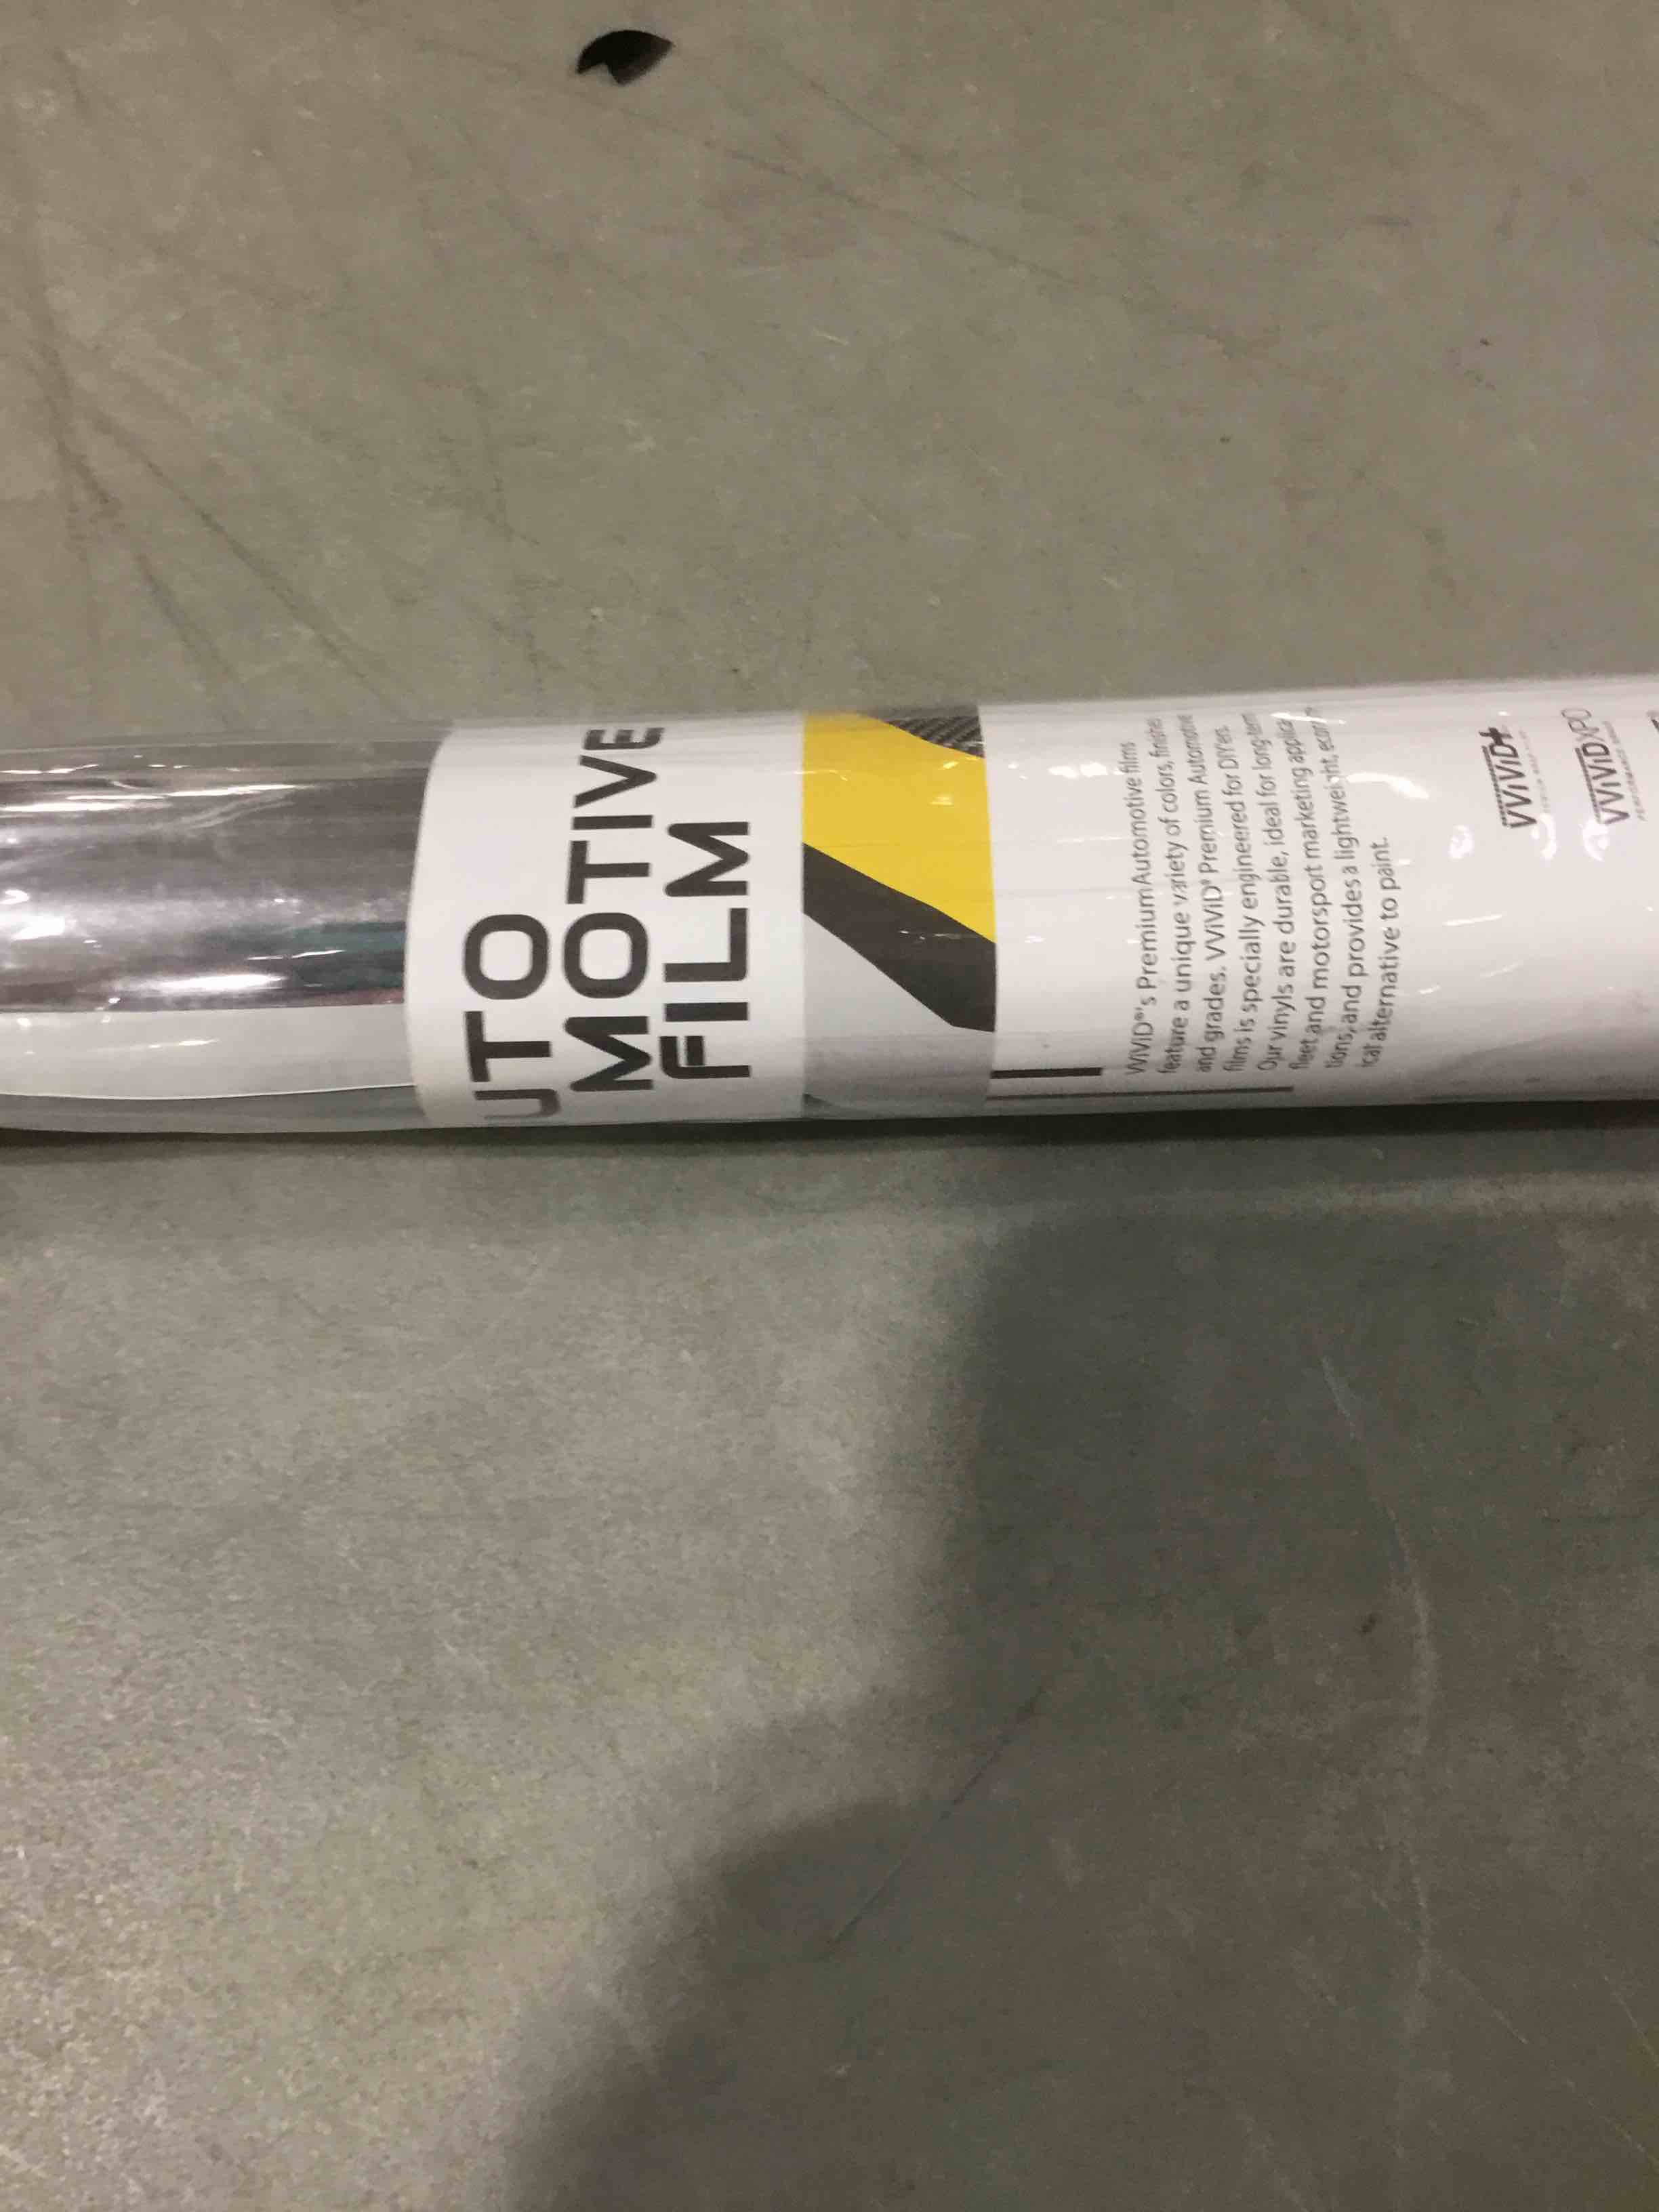 UTO
MOTIVE
FILM
VViViD®'s Premium Automotive films
feature a unique variety of colors, finishes
and grades. VViViD® Premium Automotive
films is specially engineered for DIYers.
Our vinyls are durable, ideal for long-term
fleet and motorsport marketing applica
tions, and provides a lightweight, econ
ical alternative to paint.
VViViD+
VViViDXPO